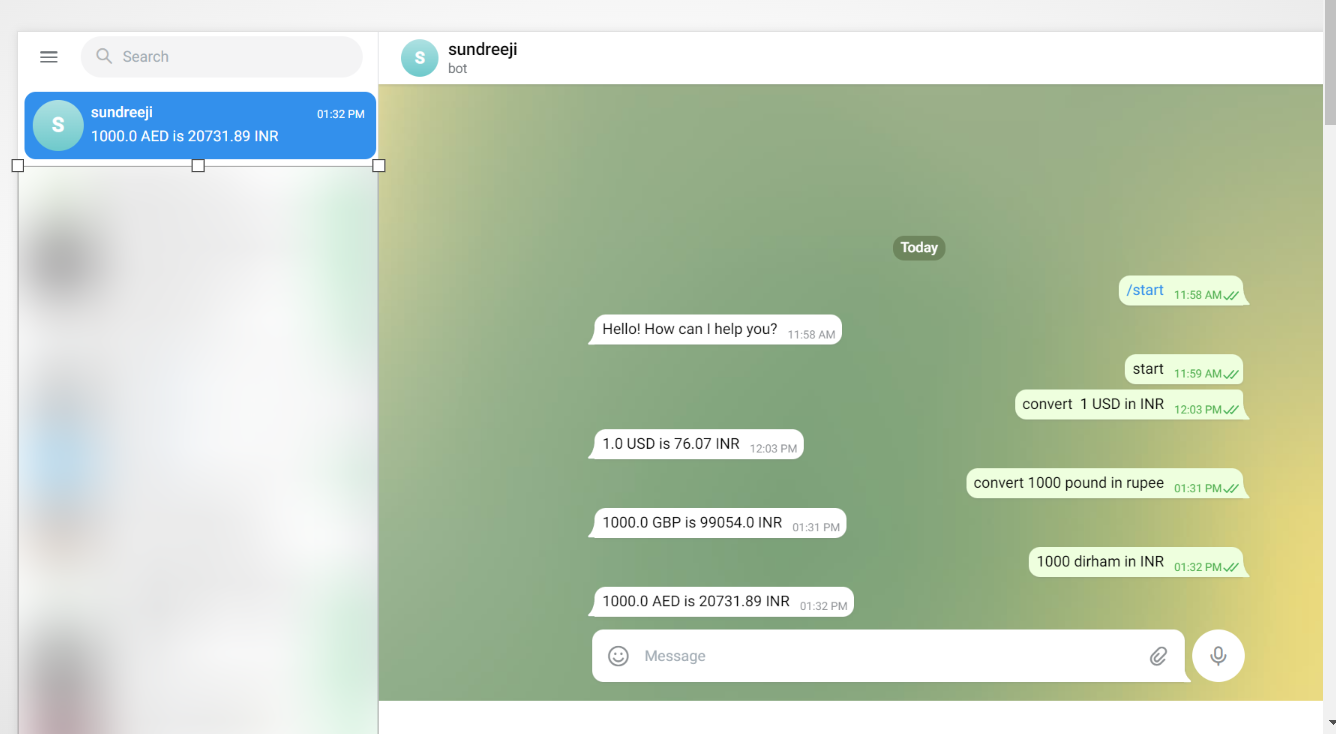 Search
S
sundreeji
01:32 PM
1000.0 AED is 20731.89 INR
S
sundreeji
bot
Today
/start 11:58 AM
Hello! How can I help you? 11:58 AM
start 11:59 AM
convert 1 USD in INR 12:03 PM
1.0 USD is 76.07 INR 12:03 PM
convert 1000 pound in rupee 01:31 PM
1000.0 GBP is 99054.0 INR 01:31 PM
1000 dirham in INR 01:32 PM
1000.0 AED is 20731.89 INR 01:32 PM
Message